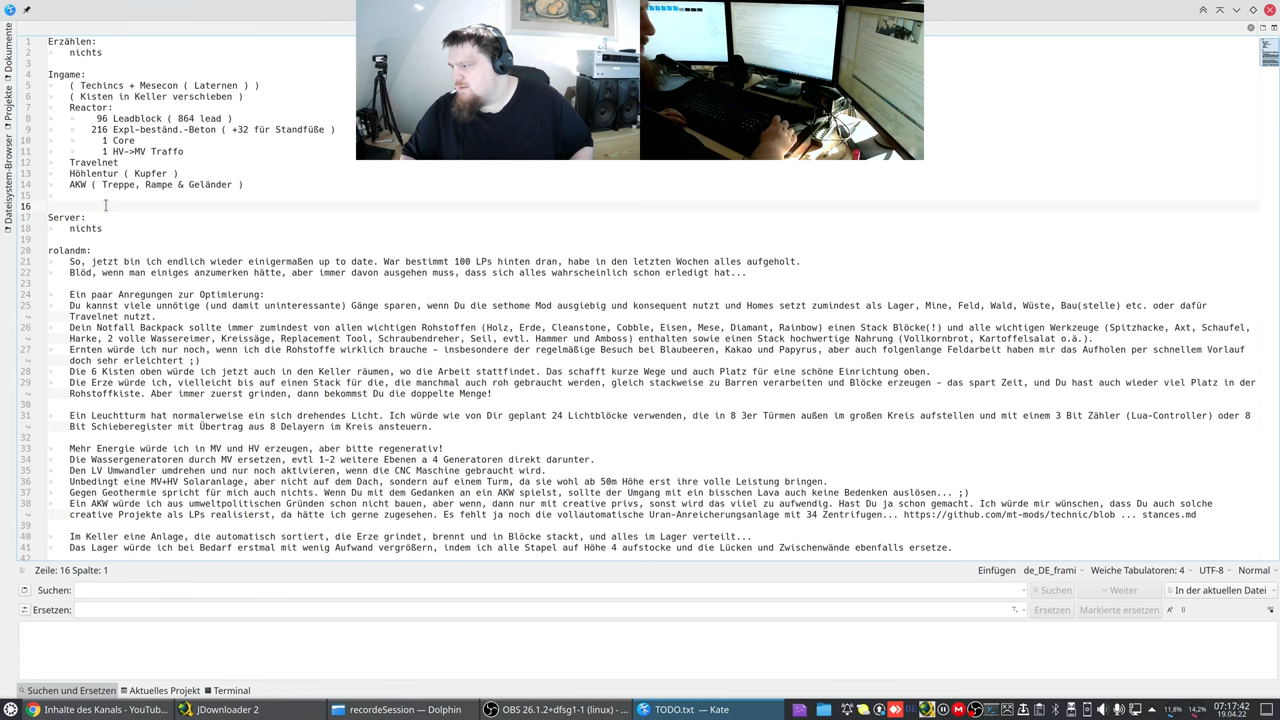 Erzählen:
nichts
Ingame:
( Techincs + Mesecon ( Laternen ) )
( Kisten in Keller verschieben )
Reactor:
96 Leadblock ( 864 lead )
216 Expl-beständ.-Beton ( +32 für Standfüße )
1 Core
1 HV->MV Traffo
Travelnet
Höhlentur ( Kupfer )
AKW ( Treppe, Rampe & Geländer )
Server:
nichts
rolandm:
So, jetzt bin ich endlich wieder einigermaßen up to date. War bestimmt 100 LPs hinten dran, habe in den letzten Wochen alles aufgeholt.
Blöd, wenn man einiges anzumerken hätte, aber immer davon ausgehen muss, dass sich alles wahrscheinlich schon erledigt hat...
Ein paar Anregungen zur Optimierung:
Du kannst viele unnötige (und damit uninteressante) Gänge sparen, wenn Du die sethome Mod ausgiebig und konsequent nutzt und Homes setzt zumindest als Lager, Mine, Feld, Wald, Wüste, Bau(stelle) etc. oder dafür
Travelnet nutzt.
Dein Notfall Backpack sollte immer zumindest von allen wichtigen Rohstoffen (Holz, Erde, Cleanstone, Cobble, Eisen, Mese, Diamant, Rainbow) einen Stack Blöcke(!) und alle wichtigen Werkzeuge (Spitzhacke, Axt, Schaufel,
Harke, 2 volle Wassereimer, Kreissäge, Replacement Tool, Schraubendreher, Seil, evtl. Hammer und Amboss) enthalten sowie einen Stack hochwertige Nahrung (Vollkornbrot, Kartoffelsalat o.ä.).
Ernten würde ich nur noch, wenn ich die Rohstoffe wirklich brauche - insbesondere der regelmäßige Besuch bei Blaubeeren, Kakao und Papyrus, aber auch folgenlange Feldarbeit haben mir das Aufholen per schnellem Vorlauf
doch sehr erleichtert ;)
Die 6 Kisten oben würde ich jetzt auch in den Keller räumen, wo die Arbeit stattfindet. Das schafft kurze Wege und auch Platz für eine schöne Einrichtung oben.
Die Erze würde ich, vielleicht bis auf einen Stack für die, die manchmal auch roh gebraucht werden, gleich stackweise zu Barren verarbeiten und Blöcke erzeugen - das spart Zeit, und Du hast auch wieder viel Platz in der
Rohstoffkiste. Aber immer zuerst grinden, dann bekommst Du die doppelte Menge!
Ein Leuchtturm hat normalerweise ein sich drehendes Licht. Ich würde wie von Dir geplant 24 Lichtblöcke verwenden, die in 8 3er Türmen außen im großen Kreis aufstellen und mit einem 3 Bit Zähler (Lua-Controller) oder 8
Bit Schieberegister mit Übertrag aus 8 Delayern im Kreis ansteuern.
Mehr Energie würde ich in MV und HV erzeugen, aber bitte regenerativ!
Die Wassergeneratoren durch MV ersetzen, evtl 1-2 weitere Ebenen a 4 Generatoren direkt darunter.
Den LV Umwandler umdrehen und nur noch aktivieren, wenn die CNC Maschine gebraucht wird.
Unbedingt eine MV+HV Solaranlage, aber nicht auf dem Dach, sondern auf einem Turm, da sie wohl ab 50m Höhe erst ihre volle Leistung bringen.
Gegen Geothermie spricht für mich auch nichts. Wenn Du mit dem Gedanken an ein AKW spielst, sollte der Umgang mit ein bisschen Lava auch keine Bedenken auslösen... ;)
Ein AKW würde ich aus umweltpolitischen Gründen schon nicht bauen, aber wenn, dann nur mit creative privs, sonst wird das viiel zu aufwendig. Hast Du ja schon gemacht. Ich würde mir wünschen, dass Du auch solche
creative Projekte als LPs realisierst, da hätte ich gerne zugesehen. Es fehlt ja noch die vollautomatische Uran-Anreicherungsanlage mit 34 Zentrifugen... https://github.com/mt-mods/technic/blob ... stances.md
Im Keller eine Anlage, die automatisch sortiert, die Erze grindet, brennt und in Blöcke stackt, und alles im Lager verteilt...
Das Lager würde ich bei Bedarf erstmal mit wenig Aufwand vergrößern, indem ich alle Stapel auf Höhe 4 aufstocke und die Lücken und Zwischenwände ebenfalls ersetze.
Dokumente
Projekte
Dateisystem-Browser
Zeile: 16 Spalte: 1
Einfügen de_DE_frami Weiche Tabulatoren: 4 UTF-8 Normal
Suchen: Suchen Weiter In der aktuellen Datei
Ersetzen: Ersetzen Markierte ersetzen
Suchen und Ersetzen Aktuelles Projekt Terminal
Inhalte des Kanals - YouTub... JDownloader 2 recordeSession — Dolphin OBS 26.1.2+dfsg1-1 (linux) - ... TODO.txt — Kate
DE
11,8% 14,2%
07:17:42
19.04.22